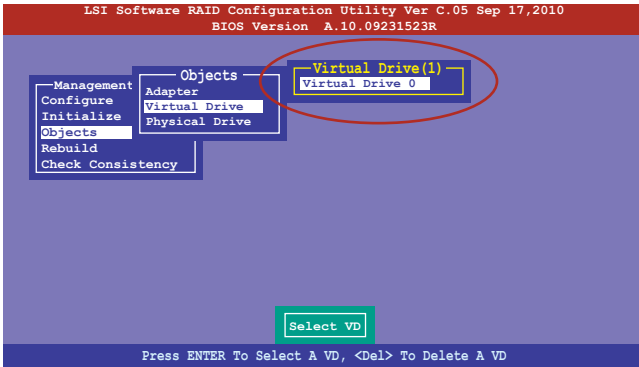 LSI Software RAID Configuration Utility Ver C.05 Sep 17,2010
BIOS Version A.10.09231523R
Management
Configure
Initialize
Objects
Rebuild
Check Consistency
Objects
Adapter
Virtual Drive
Physical Drive
Virtual Drive(1)
Virtual Drive 0
Select VD
Press ENTER To Select A VD, <Del> To Delete A VD